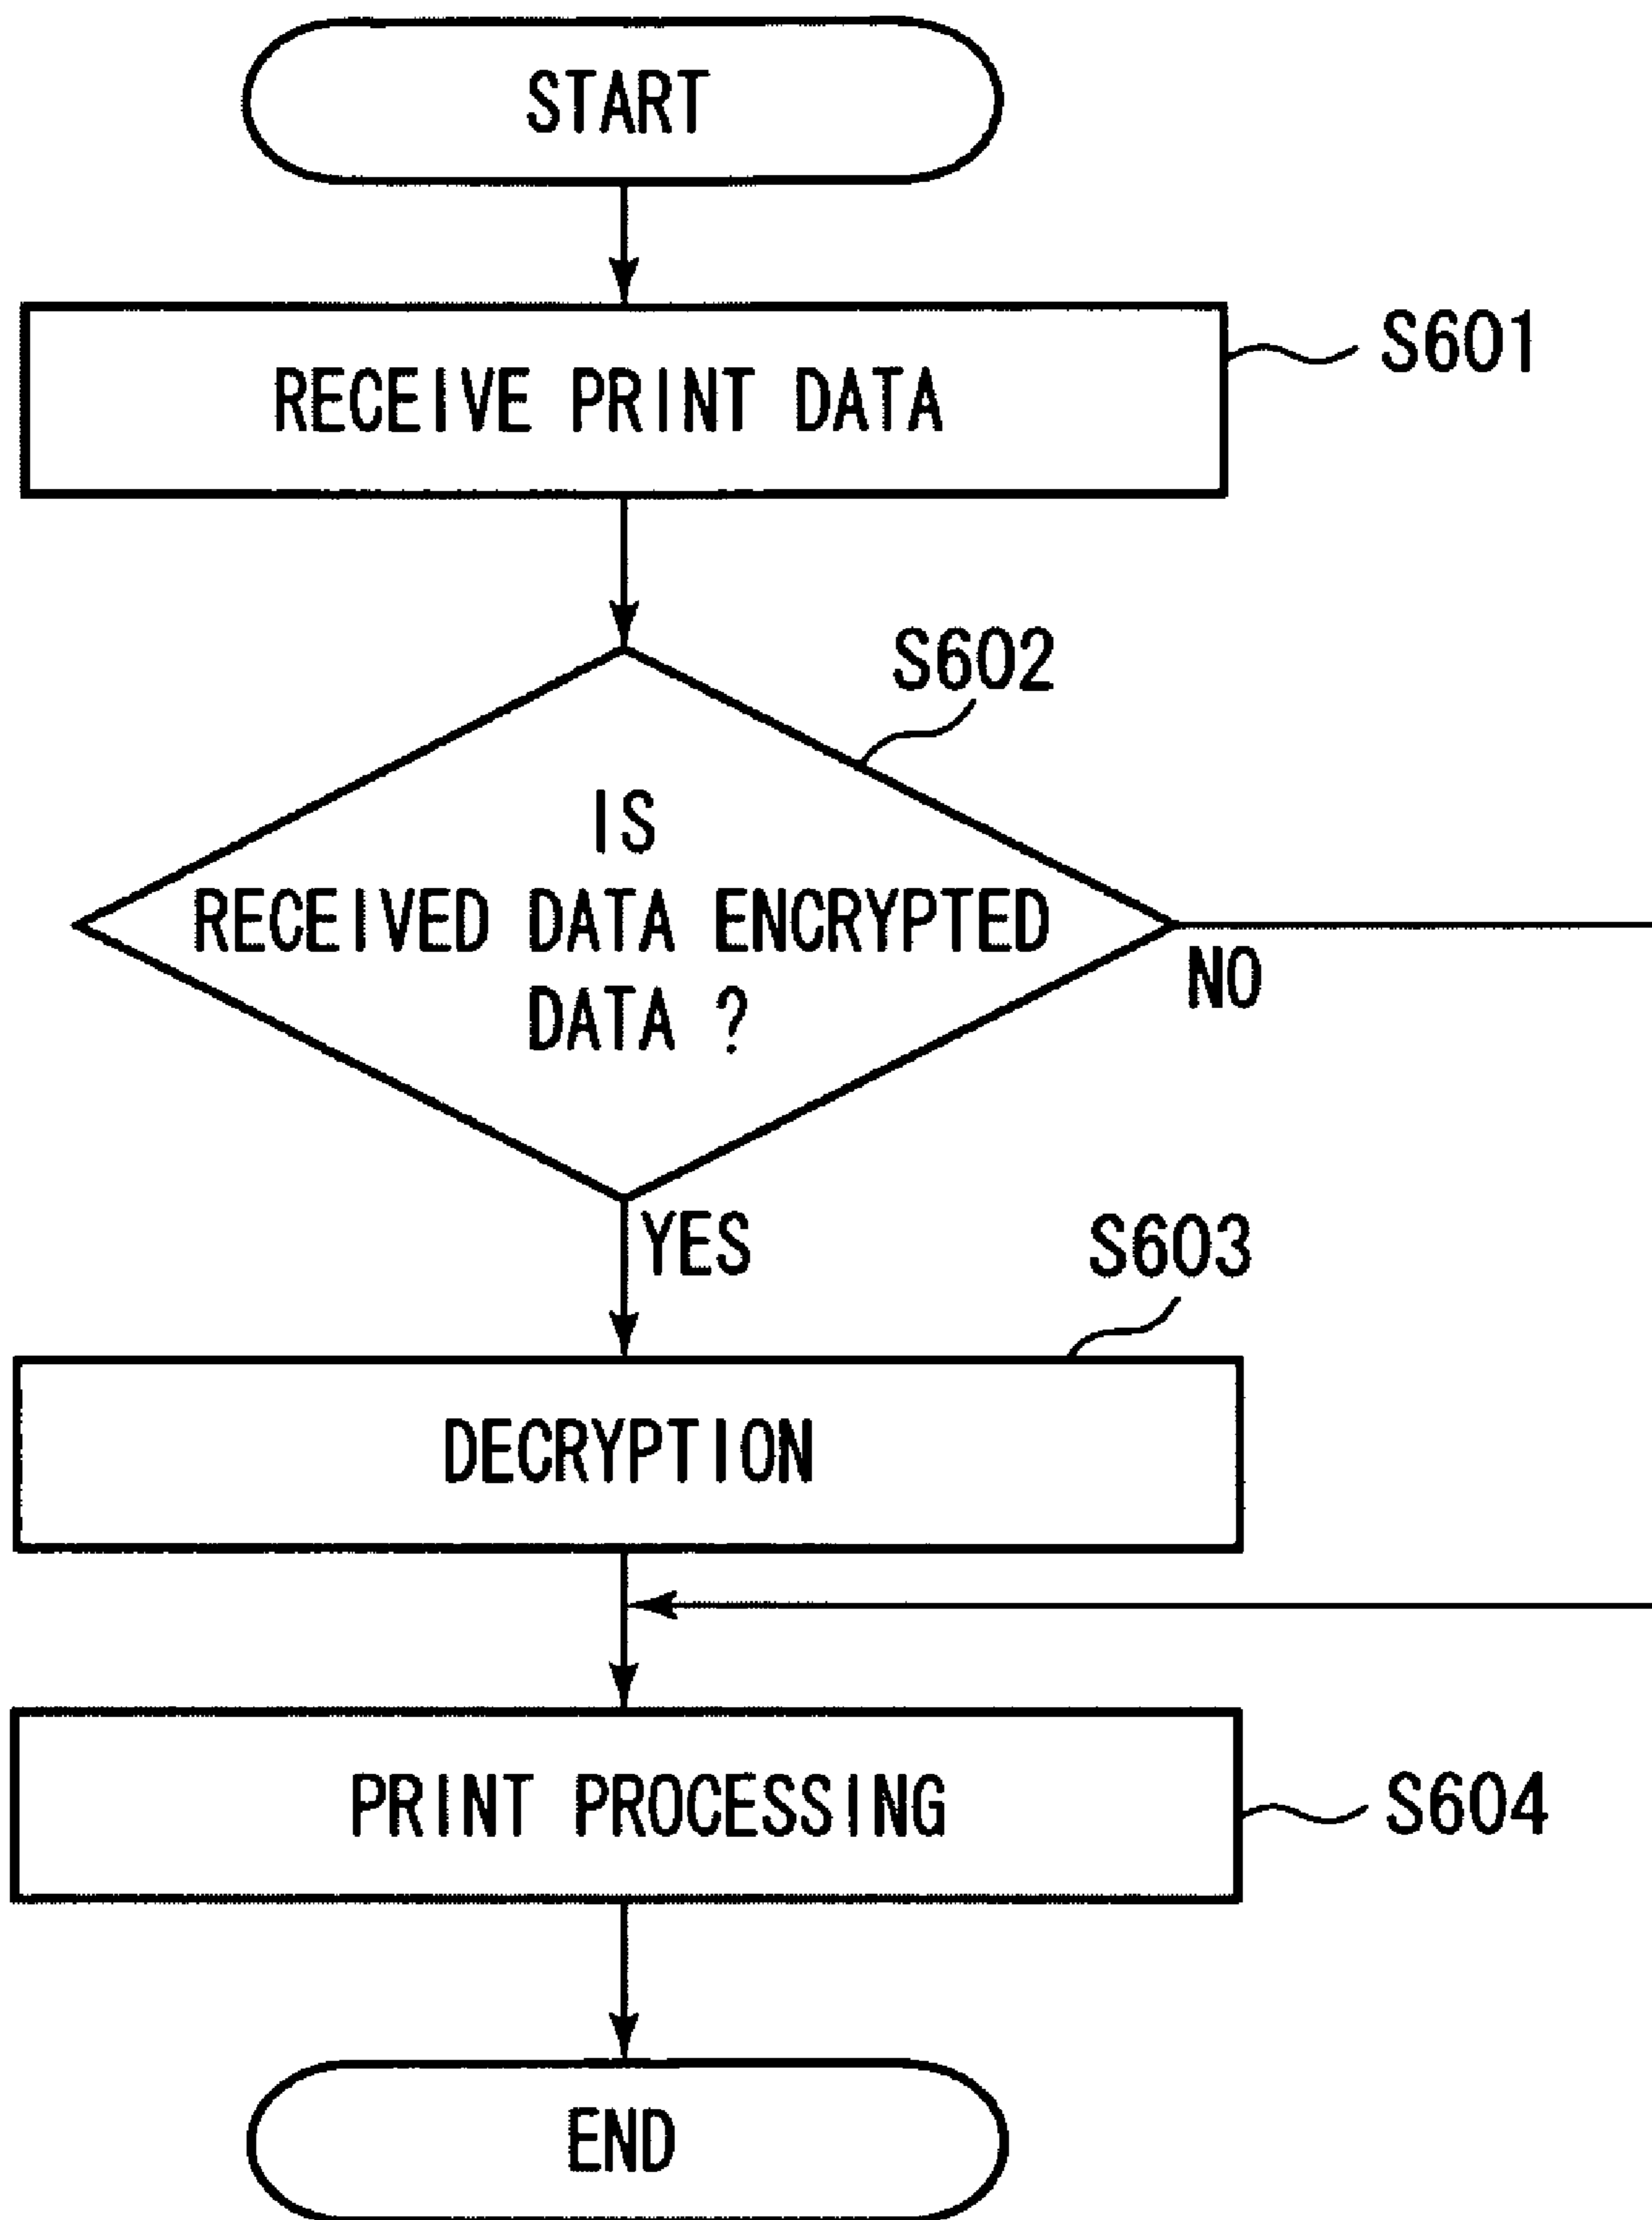 START
RECEIVE PRINT DATA
S601
S602
IS
RECEIVED DATA ENCRYPTED
DATA ?
NO
YES
S603
DECRYPTION
PRINT PROCESSING
S604
END